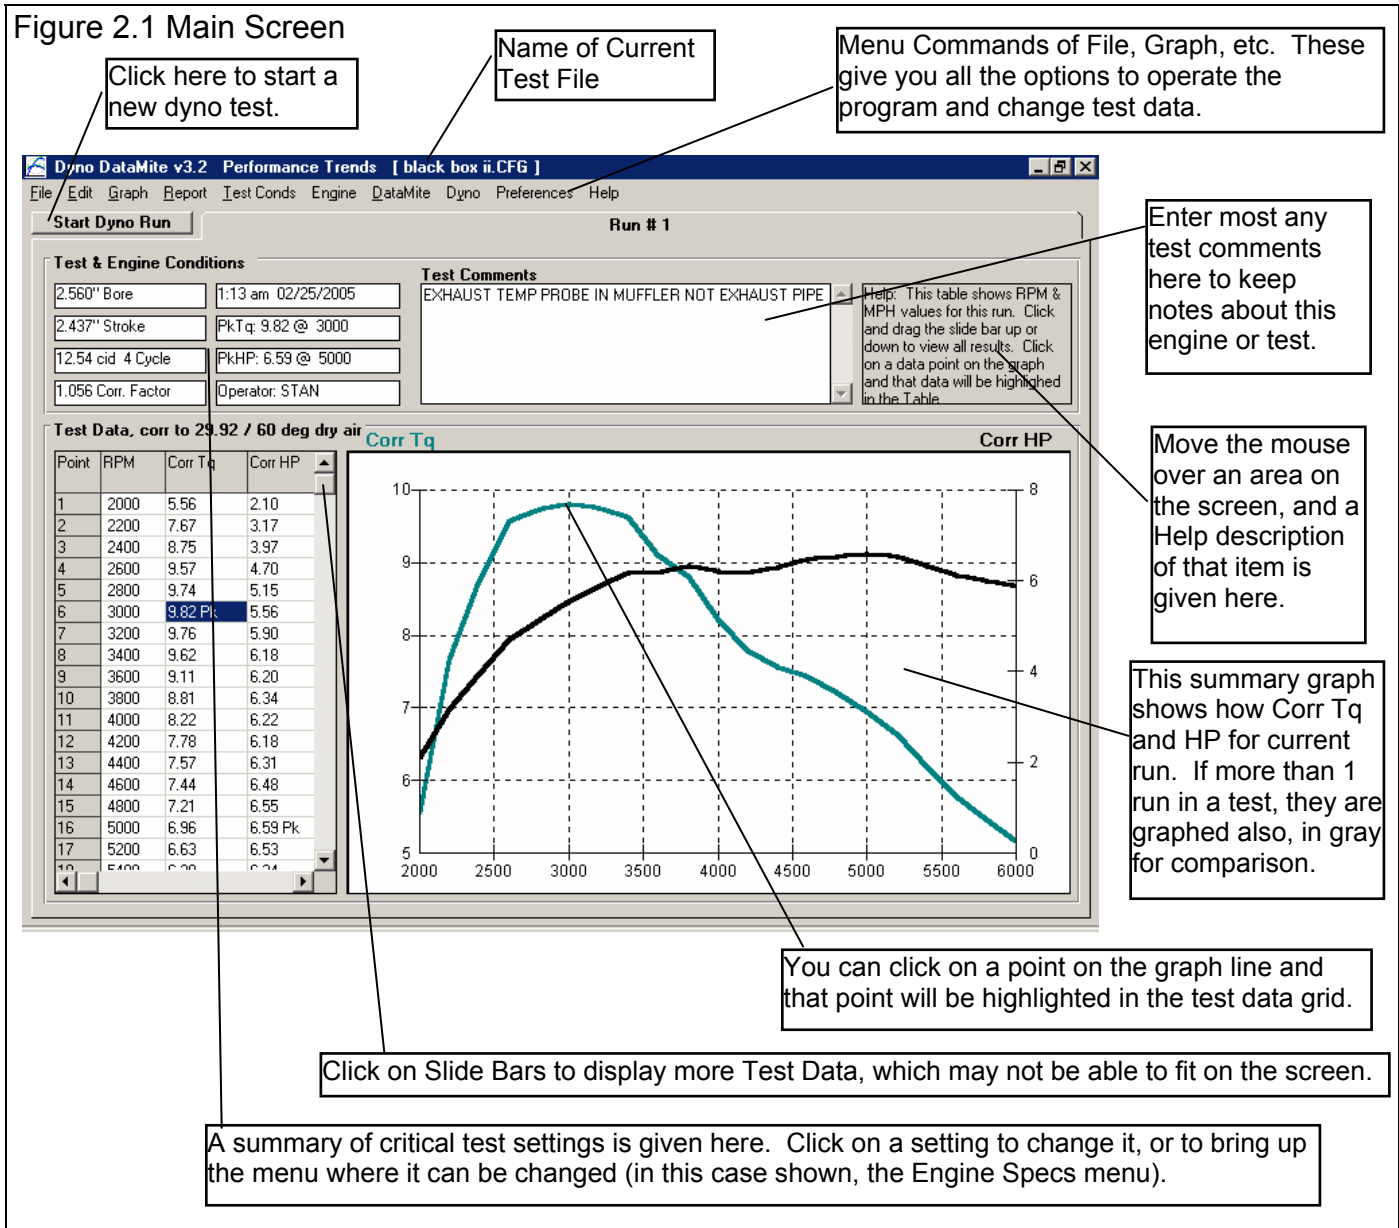 Figure 2.1 Main Screen
Click here to start a
new dyno test.
Name of Current
Test File
Menu Commands of File, Graph, etc.  These
give you all the options to operate the
program and change test data.
Dyno DataMite v3.2   Performance Trends   [ black box ii.CFG ]
File Edit Graph Report Test Conds Engine DataMite Dyno Preferences Help
Start Dyno Run
Run # 1
Test & Engine Conditions
2.560" Bore
1:13 am 02/25/2005
2.437" Stroke
PkTq: 9.82 @ 3000
12.54 cid 4 Cycle
PkHP: 6.59 @ 5000
1.056 Corr. Factor
Operator: STAN
Test Comments
EXHAUST TEMP PROBE IN MUFFLER NOT EXHAUST PIPE
Help: This table shows RPM &
MPH values for this run. Click
and drag the slide bar up or
down to view all results. Click
on a data point on the graph
and that data will be highlighed
in the Table
Enter most any
test comments
here to keep
notes about this
engine or test.
Test Data, corr to 29.92 / 60 deg dry air
Corr Tq
Corr HP
Point RPM Corr Tq Corr HP
1 2000 5.56 2.10
2 2200 7.67 3.17
3 2400 8.75 3.97
4 2600 9.57 4.70
5 2800 9.74 5.15
6 3000 9.82 Pk 5.56
7 3200 9.76 5.90
8 3400 9.62 6.18
9 3600 9.11 6.20
10 3800 8.81 6.34
11 4000 8.22 6.22
12 4200 7.78 6.18
13 4400 7.57 6.31
14 4600 7.44 6.48
15 4800 7.21 6.55
16 5000 6.96 6.59 Pk
17 5200 6.63 6.53
10
9
8
7
6
5
8
6
4
2
0
2000 2500 3000 3500 4000 4500 5000 5500 6000
Move the mouse
over an area on
the screen, and a
Help description
of that item is
given here.
This summary graph
shows how Corr Tq
and HP for current
run.  If more than 1
run in a test, they are
graphed also, in gray
for comparison.
You can click on a point on the graph line and
that point will be highlighted in the test data grid.
Click on Slide Bars to display more Test Data, which may not be able to fit on the screen.
A summary of critical test settings is given here.  Click on a setting to change it, or to bring up
the menu where it can be changed (in this case shown, the Engine Specs menu).